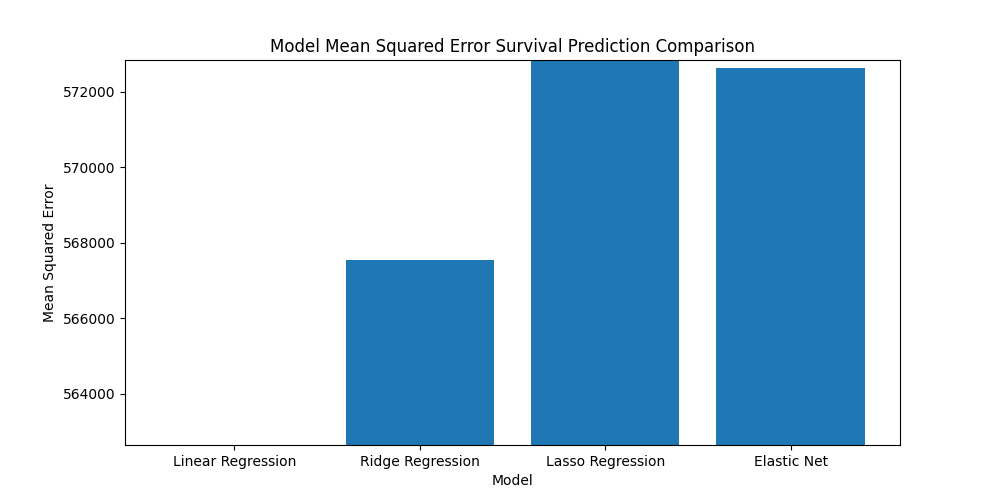 Model Mean Squared Error Survival Prediction Comparison
Mean Squared Error
572000
570000
568000
566000
564000
Linear Regression
Ridge Regression
Lasso Regression
Elastic Net
Model